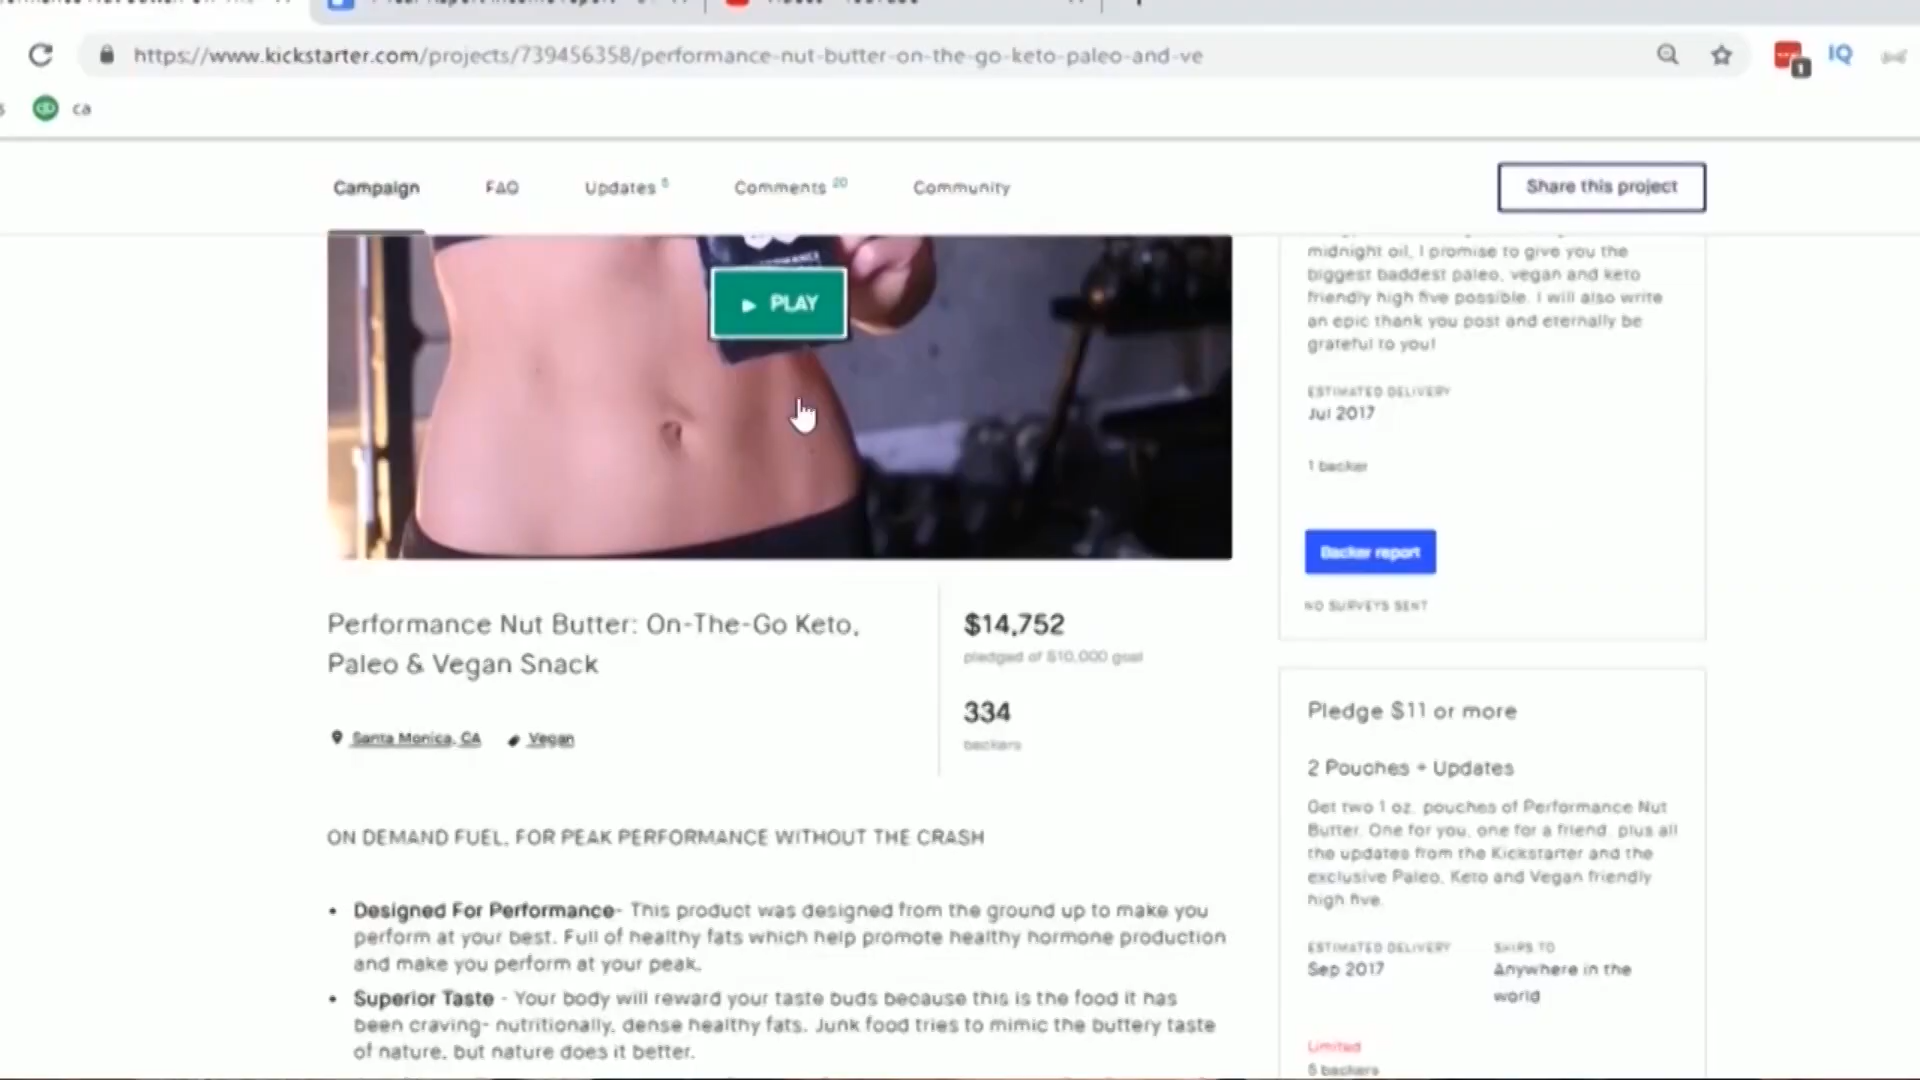 https://www.kickstarter.com/projects/739456358/performance-nut-butter-on-the-go-keto-paleo-and-ve
1
IQ
ca
Campaign
FAQ
Updates 5
Comments 20
Community
Share this project
PLAY
midnight oil, I promise to give you the
biggest baddest paleo, vegan and keto
friendly high five possible. I will also write
an epic thank you post and eternally be
grateful to you!
ESTIMATED DELIVERY
Jul 2017
1 backer
Backer report
NO SURVEYS SENT
Performance Nut Butter: On-The-Go Keto,
Paleo & Vegan Snack
Santa Monica, CA
Vegan
$14,752
pledged of $10,000 goal
334
backers
ON DEMAND FUEL, FOR PEAK PERFORMANCE WITHOUT THE CRASH
• Designed For Performance- This product was designed from the ground up to make you
perform at your best. Full of healthy fats which help promote healthy hormone production
and make you perform at your peak.
• Superior Taste - Your body will reward your taste buds because this is the food it has
been craving- nutritionally, dense healthy fats. Junk food tries to mimic the buttery taste
of nature, but nature does it better.
Pledge $11 or more
2 Pouches + Updates
Get two 1 oz. pouches of Performance Nut
Butter. One for you, one for a friend, plus all
the updates from the Kickstarter and the
exclusive Paleo, Keto and Vegan friendly
high five.
ESTIMATED DELIVERY
Sep 2017
SHIPS TO
Anywhere in the
world
Limited
5 backers